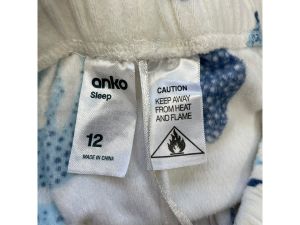 anko
Sleep
12
MADE IN CHINA
CAUTION
KEEP AWAY
FROM HEAT
AND FLAME